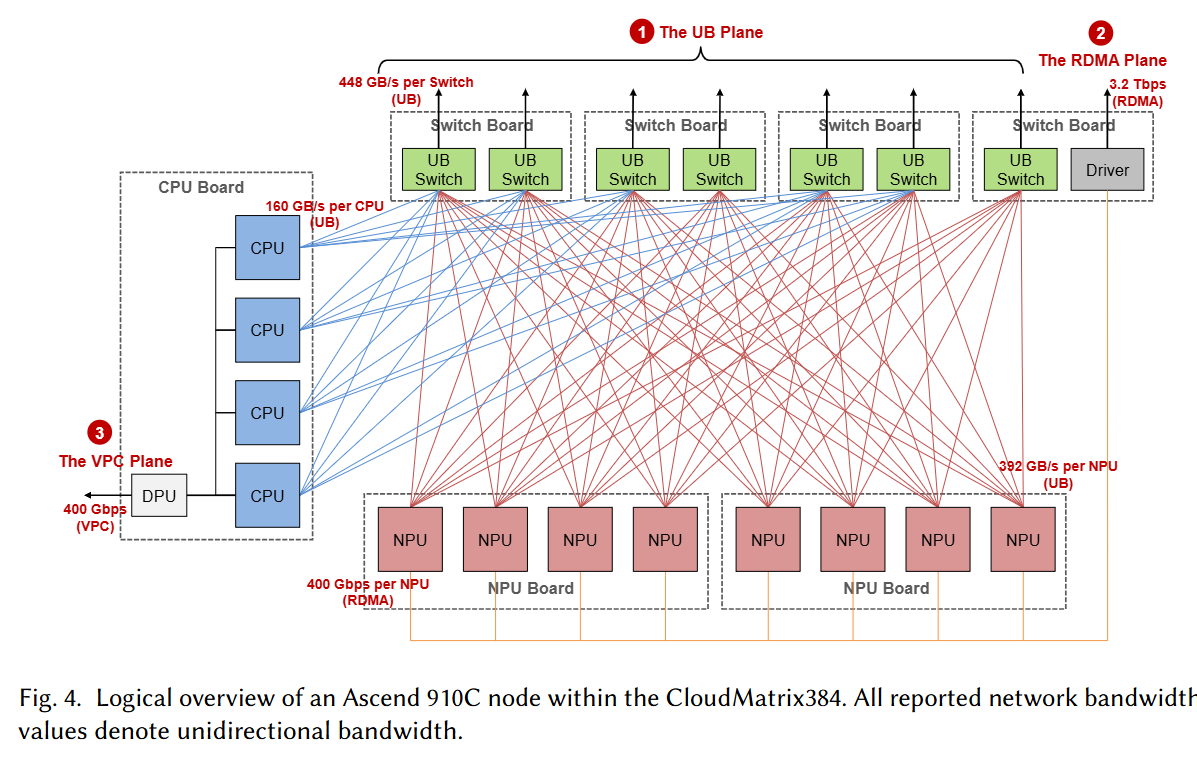 1 The UB Plane
2
The RDMA Plane
448 GB/s per Switch
(UB)
3.2 Tbps
(RDMA)
Switch Board
Switch Board
Switch Board
Switch Board
UB
Switch
UB
Switch
UB
Switch
UB
Switch
UB
Switch
UB
Switch
UB
Switch
Driver
CPU Board
160 GB/s per CPU
(UB)
CPU
CPU
CPU
CPU
3
The VPC Plane
DPU
400 Gbps
(VPC)
392 GB/s per NPU
(UB)
NPU
NPU
NPU
NPU
NPU
NPU
NPU
NPU
400 Gbps per NPU
(RDMA)
NPU Board
NPU Board
Fig. 4. Logical overview of an Ascend 910C node within the CloudMatrix384. All reported network bandwidth
values denote unidirectional bandwidth.